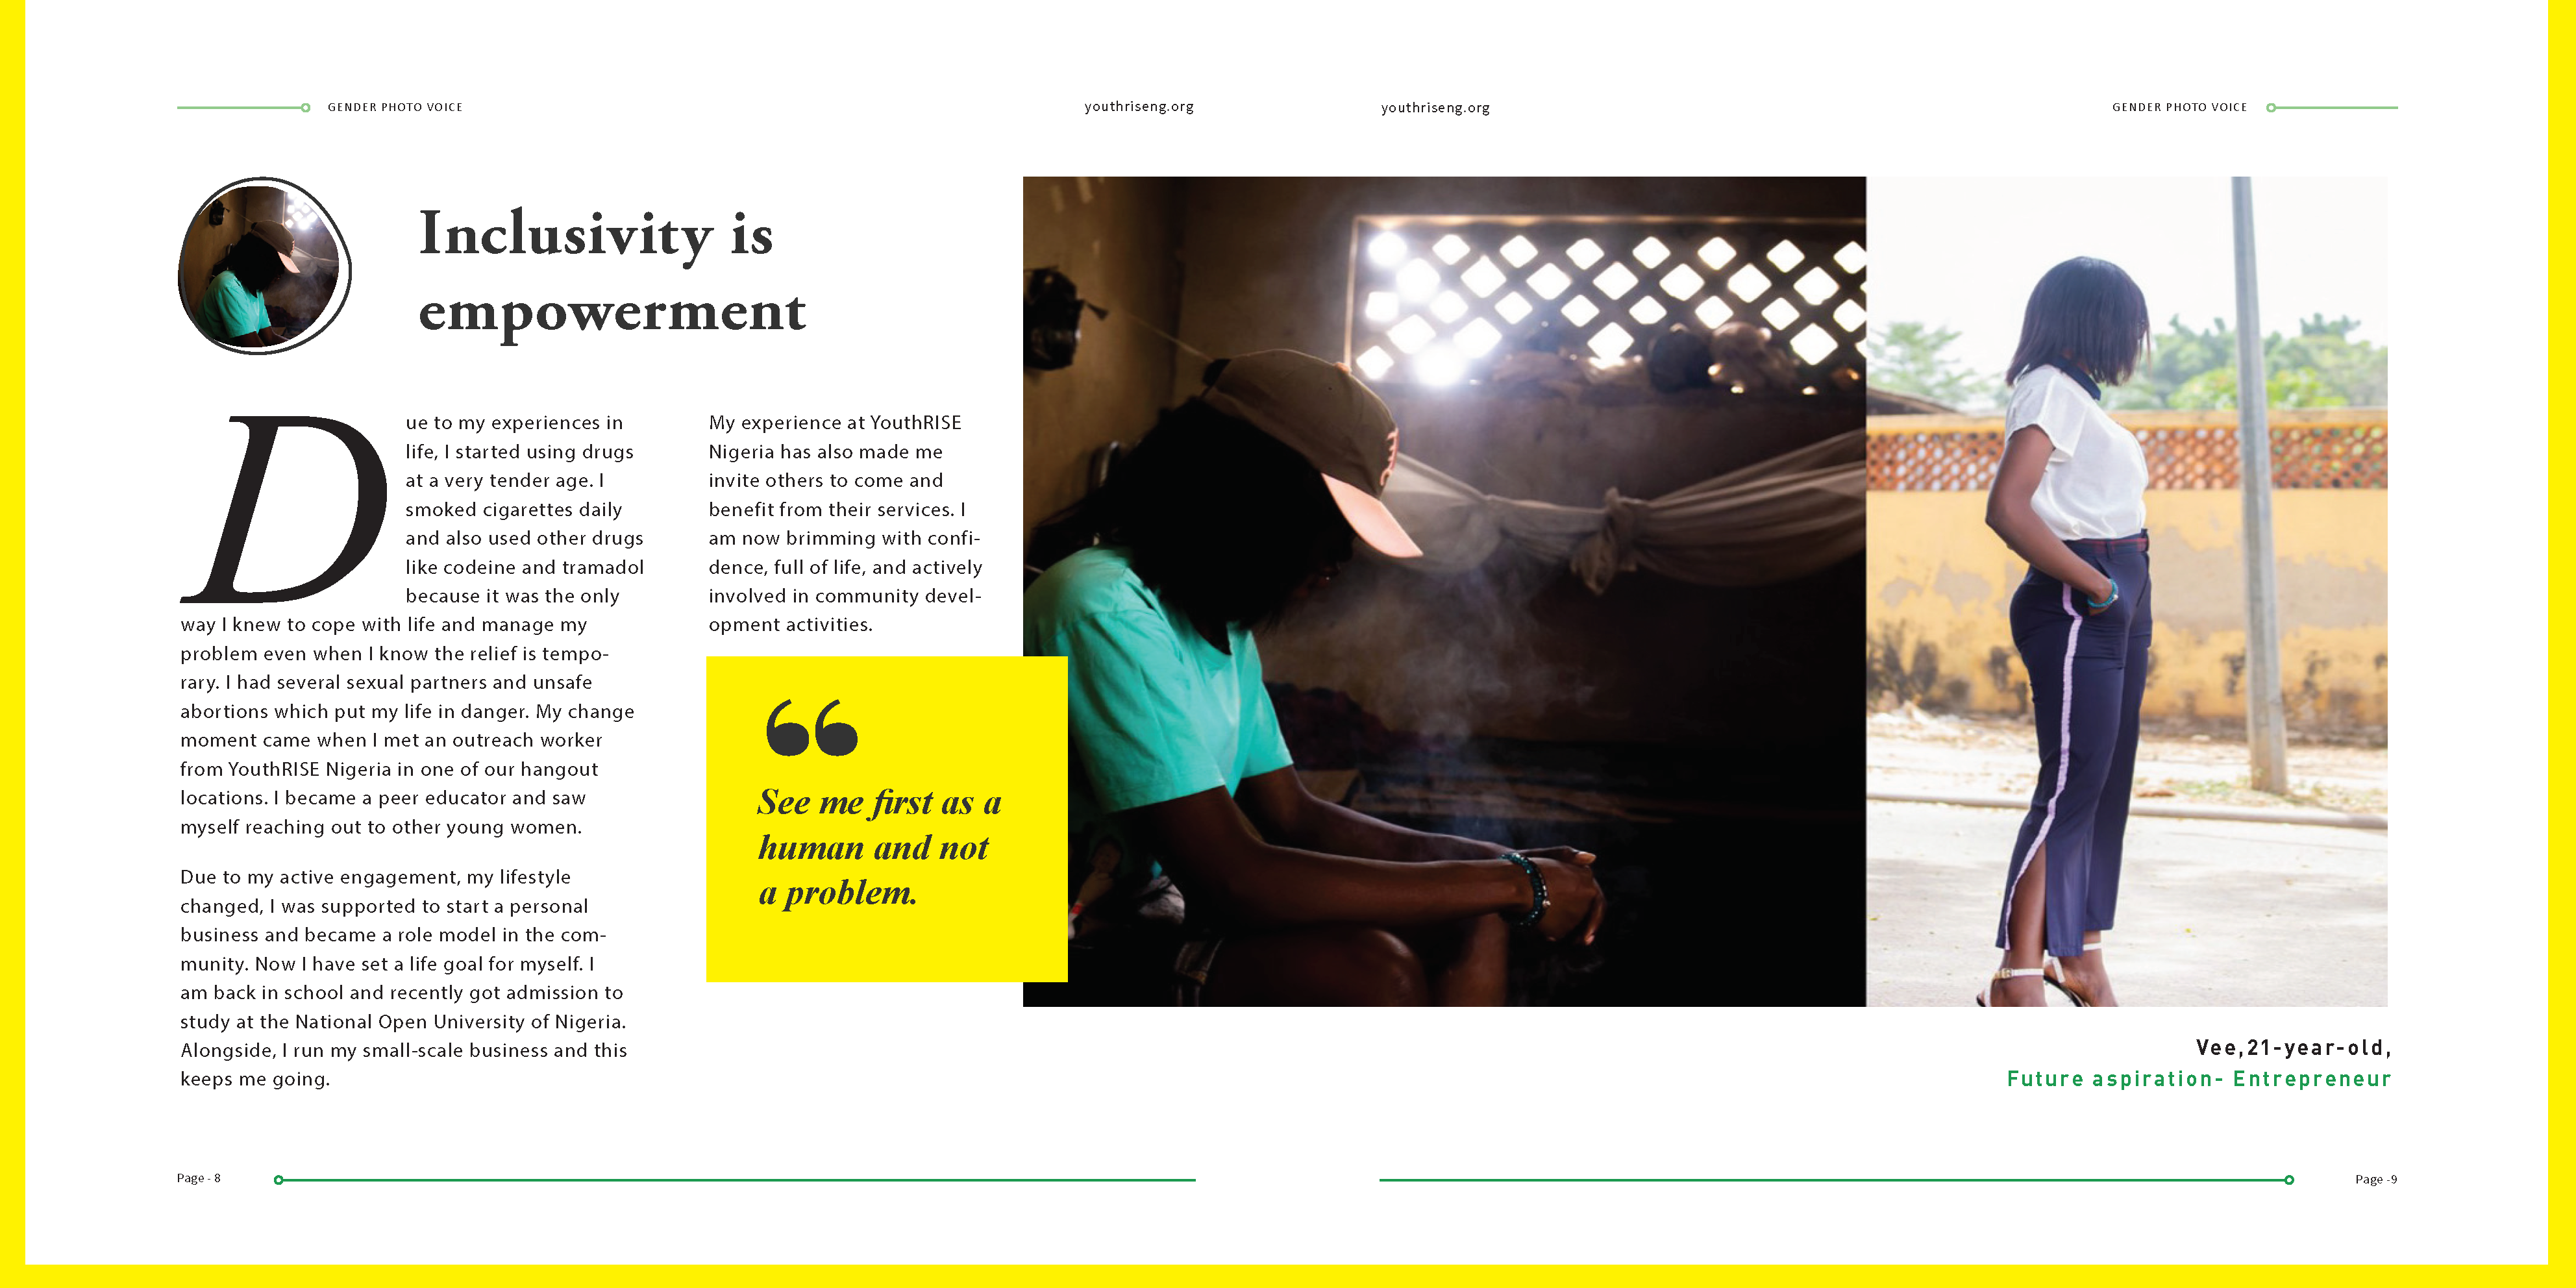 GENDER PHOTO VOICE
youthriseng.org
youthriseng.org
GENDER PHOTO VOICE
Inclusivity is
empowerment
Due to my experiences in
life, I started using drugs
at a very tender age. I
smoked cigarettes daily
and also used other drugs
like codeine and tramadol
because it was the only
way I knew to cope with life and manage my
problem even when I know the relief is tempo-
rary. I had several sexual partners and unsafe
abortions which put my life in danger. My change
moment came when I met an outreach worker
from YouthRISE Nigeria in one of our hangout
locations. I became a peer educator and saw
myself reaching out to other young women.
Due to my active engagement, my lifestyle
changed, I was supported to start a personal
business and became a role model in the com-
munity. Now I have set a life goal for myself. I
am back in school and recently got admission to
study at the National Open University of Nigeria.
Alongside, I run my small-scale business and this
keeps me going.
My experience at YouthRISE
Nigeria has also made me
invite others to come and
benefit from their services. I
am now brimming with confi-
dence, full of life, and actively
involved in community devel-
opment activities.
“
See me first as a
human and not
a problem.
Vee,21-year-old,
Future aspiration- Entrepreneur
Page - 8
Page -9